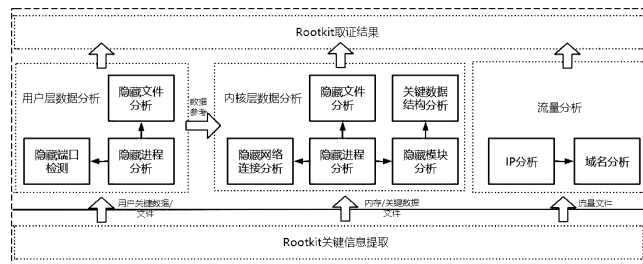 Rootkit取证结果
用户层数据分析
隐藏文件
分析
隐藏端口
检测
隐藏进程
分析
数据
参考
内核层数据分析
隐藏文件
分析
关键数据
结构分析
隐藏网络
连接分析
隐藏进程
分析
隐藏模块
分析
流量分析
IP分析
域名分析
用户关键数据/
文件
内存/关键数据
文件
流量文件
Rootkit关键信息提取